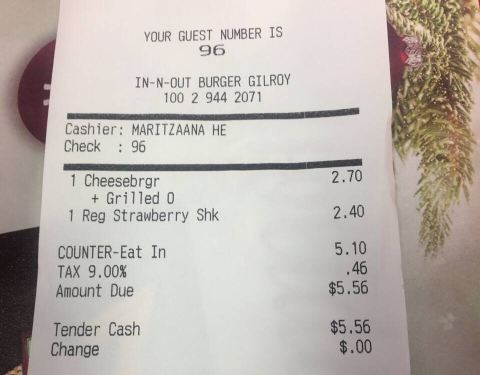 YOUR GUEST NUMBER IS
96
IN-N-OUT BURGER GILROY
100 2 944 2071
Cashier: MARITZAANA HE
Check : 96
1 Cheesebrgr 2.70
+ Grilled O
1 Reg Strawberry Shk 2.40
COUNTER-Eat In 5.10
TAX 9.00% .46
Amount Due $5.56
Tender Cash $5.56
Change $.00